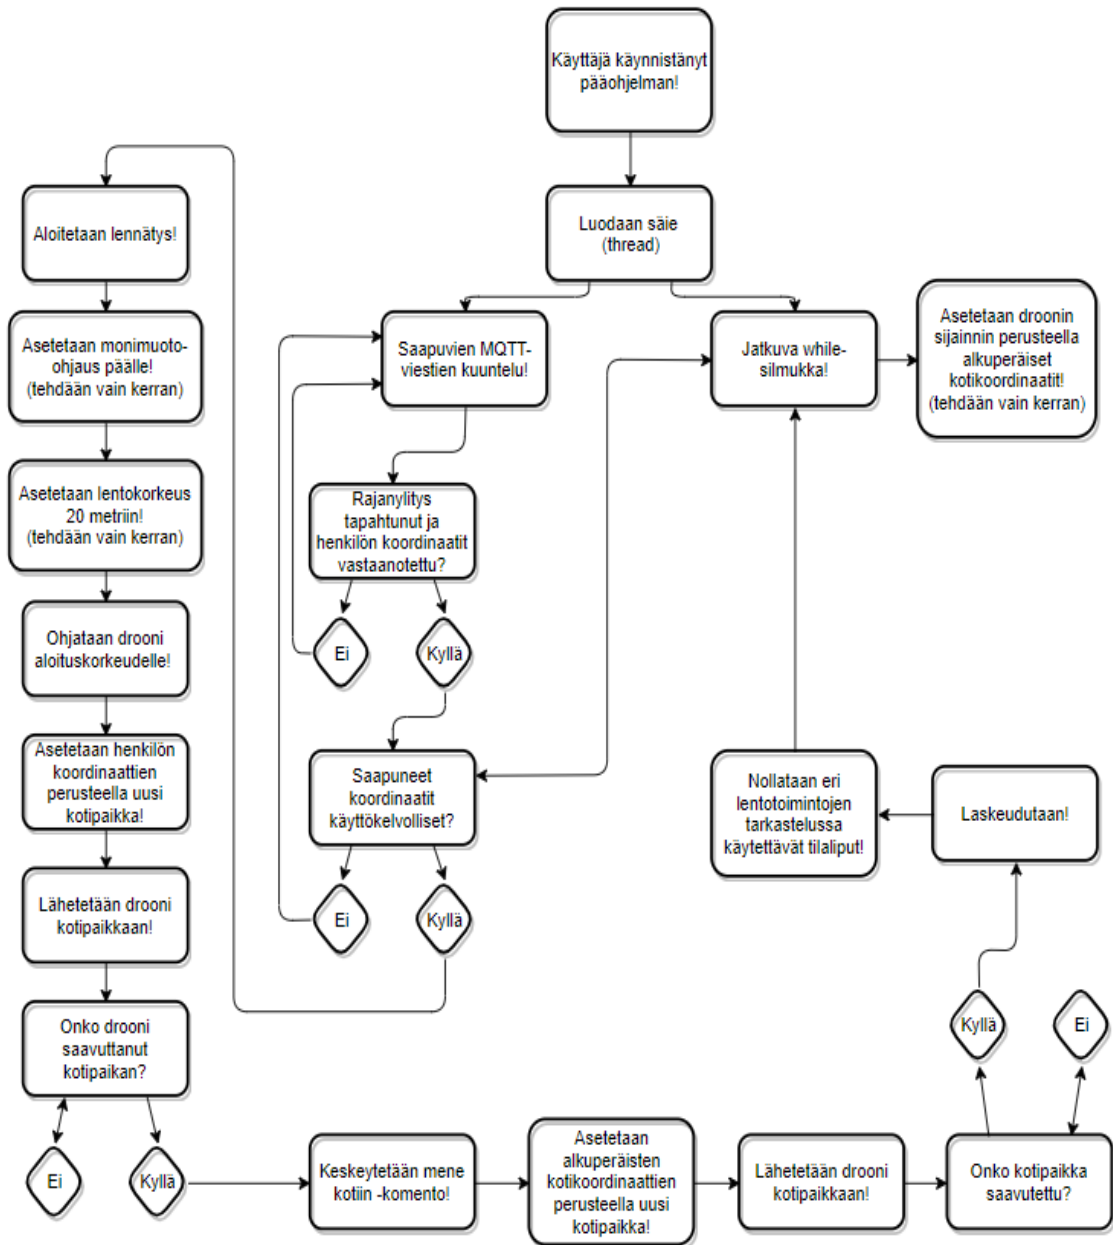 Käyttäjä käynnistänyt
pääohjelman!
Luodaan säie
(thread)
Aloitetaan lennätys!
Asetetaan monimuoto-
ohjaus päälle!
(tehdään vain kerran)
Asetetaan lentokorkeus
20 metriin!
(tehdään vain kerran)
Ohjataan drooni
aloituskorkeudelle!
Asetetaan henkilön
koordinaattien
perusteella uusi
kotipaikka!
Lähetetään drooni
kotipaikkaan!
Onko drooni
saavuttanut
kotipaikan?
Ei
Kyllä
Saapuvien MQTT-
viestien kuuntelu!
Rajanylitys
tapahtunut ja
henkilön koordinaatit
vastaanotettu?
Ei
Kyllä
Saapuneet
koordinaatit
käyttökelvolliset?
Ei
Kyllä
Jatkuva while-
silmukka!
Asetetaan droonin
sijainnin perusteella
alkuperäiset
kotikoordinaatit!
(tehdään vain kerran)
Nollataan eri
lentotoimintojen
tarkastelussa
käytettävät tilaliput!
Laskeudutaan!
Kyllä
Ei
Keskeytetään mene
kotiin -komento!
Asetetaan
alkuperäisten
kotikoordinaattien
perusteella uusi
kotipaikka!
Lähetetään drooni
kotipaikkaan!
Onko kotipaikka
saavutettu?